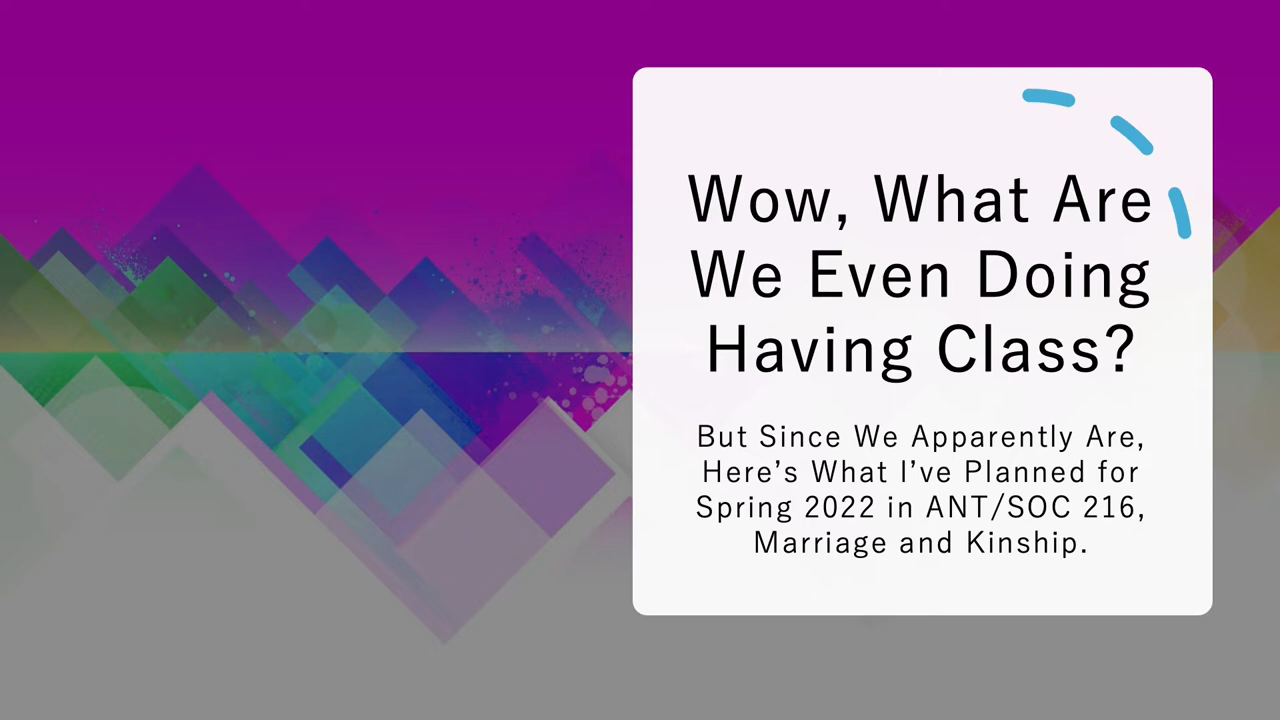 Wow, What Are
We Even Doing
Having Class?
But Since We Apparently Are,
Here’s What I’ve Planned for
Spring 2022 in ANT/SOC 216,
Marriage and Kinship.